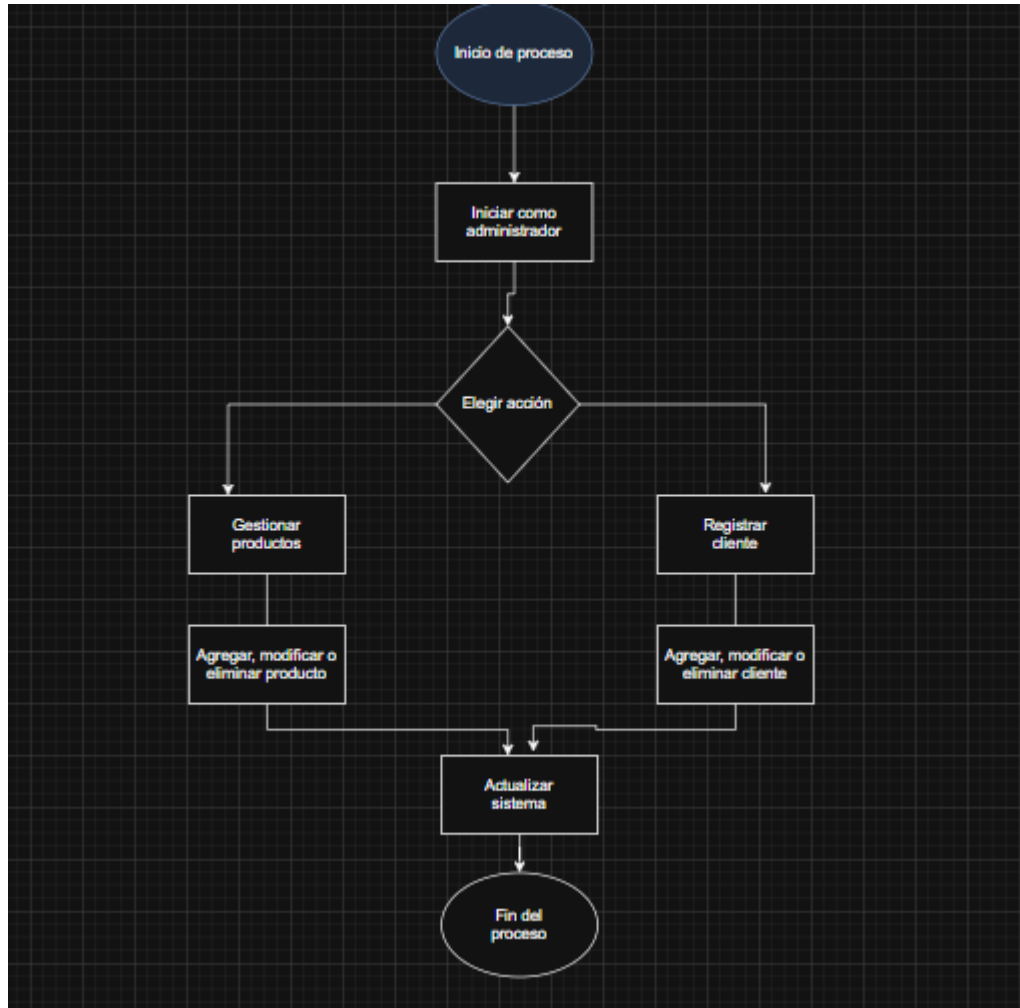 Inicio de proceso
Iniciar como
administrador
Elegir acción
Gestionar
productos
Registrar
cliente
Agregar, modificar o
eliminar producto
Agregar, modificar o
eliminar cliente
Actualizar
sistema
Fin del
proceso